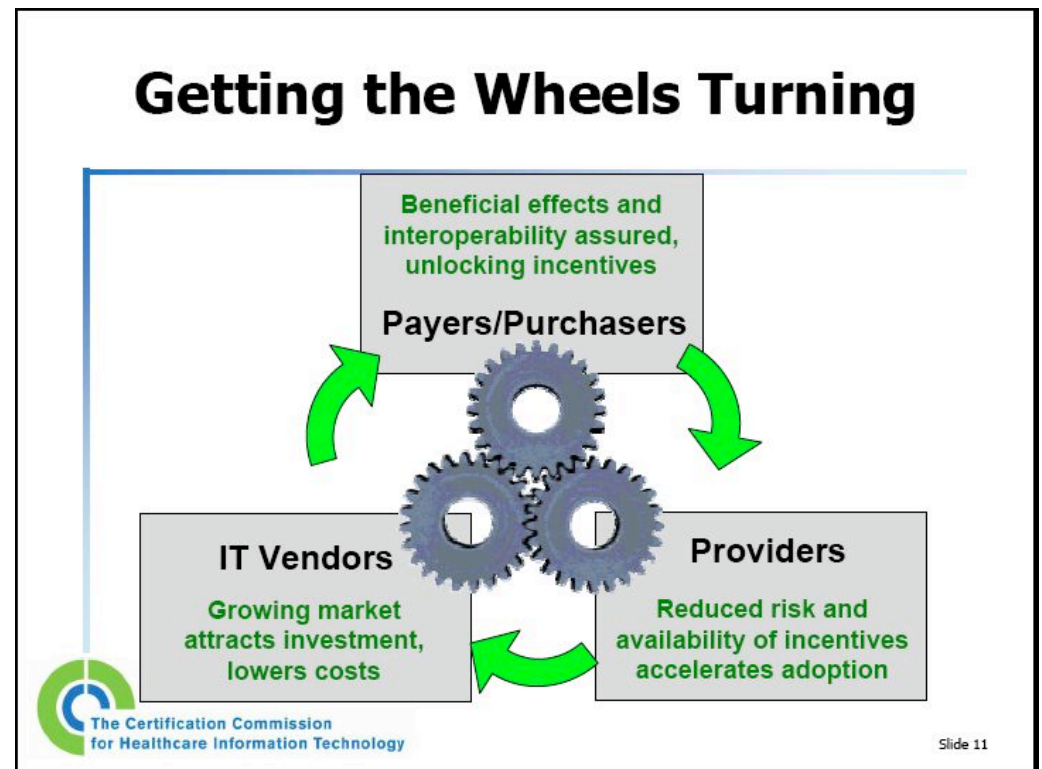 Getting the Wheels Turning
Beneficial effects and
interoperability assured,
unlocking incentives
Payers/Purchasers
IT Vendors
Growing market
attracts investment,
lowers costs
Providers
Reduced risk and
availability of incentives
accelerates adoption
The Certification Commission
for Healthcare Information Technology
Slide 11